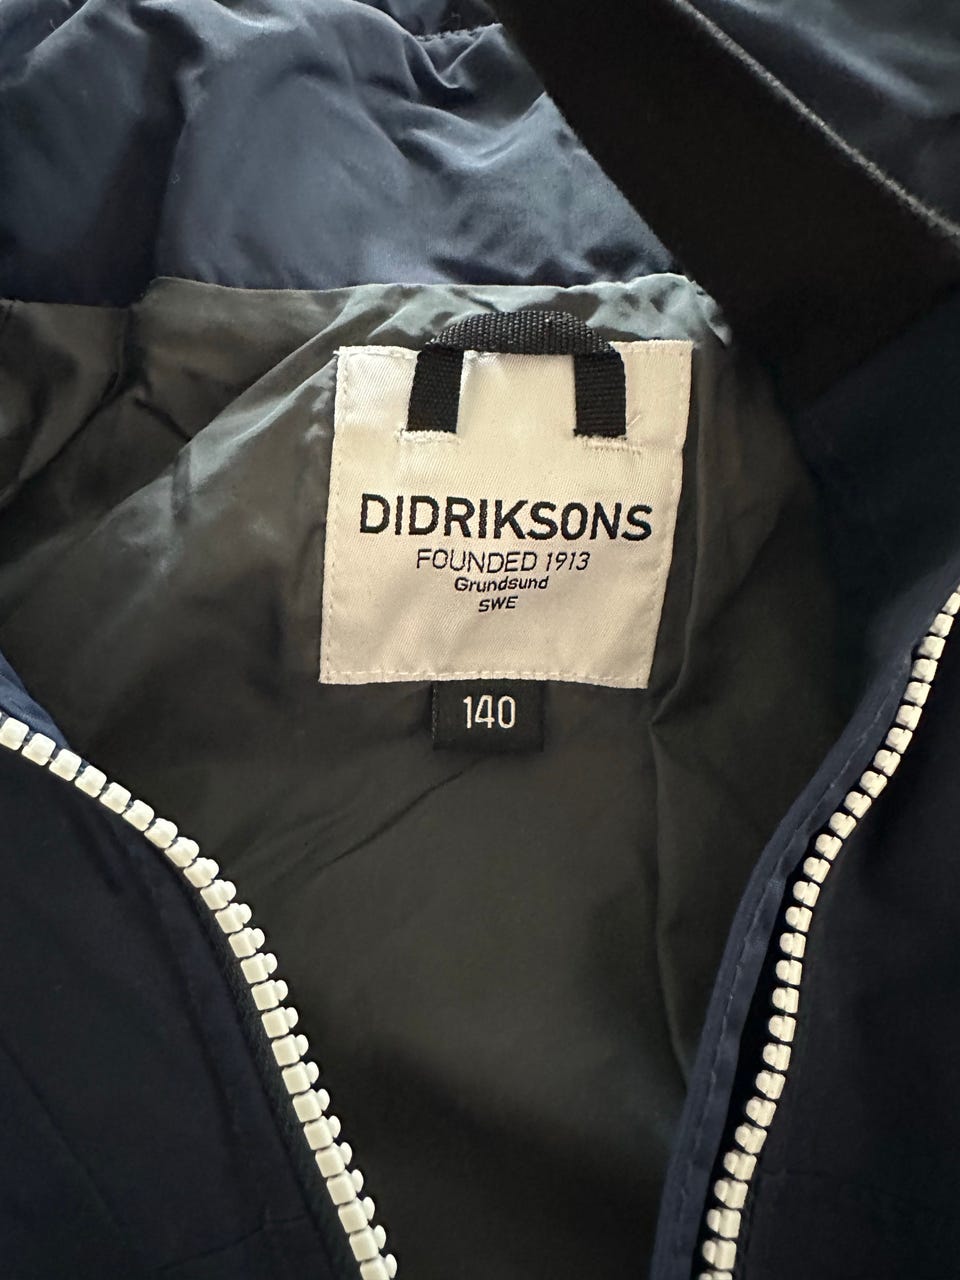 DIDRIKSONS
FOUNDED 1913
Grundsund
SWE
140